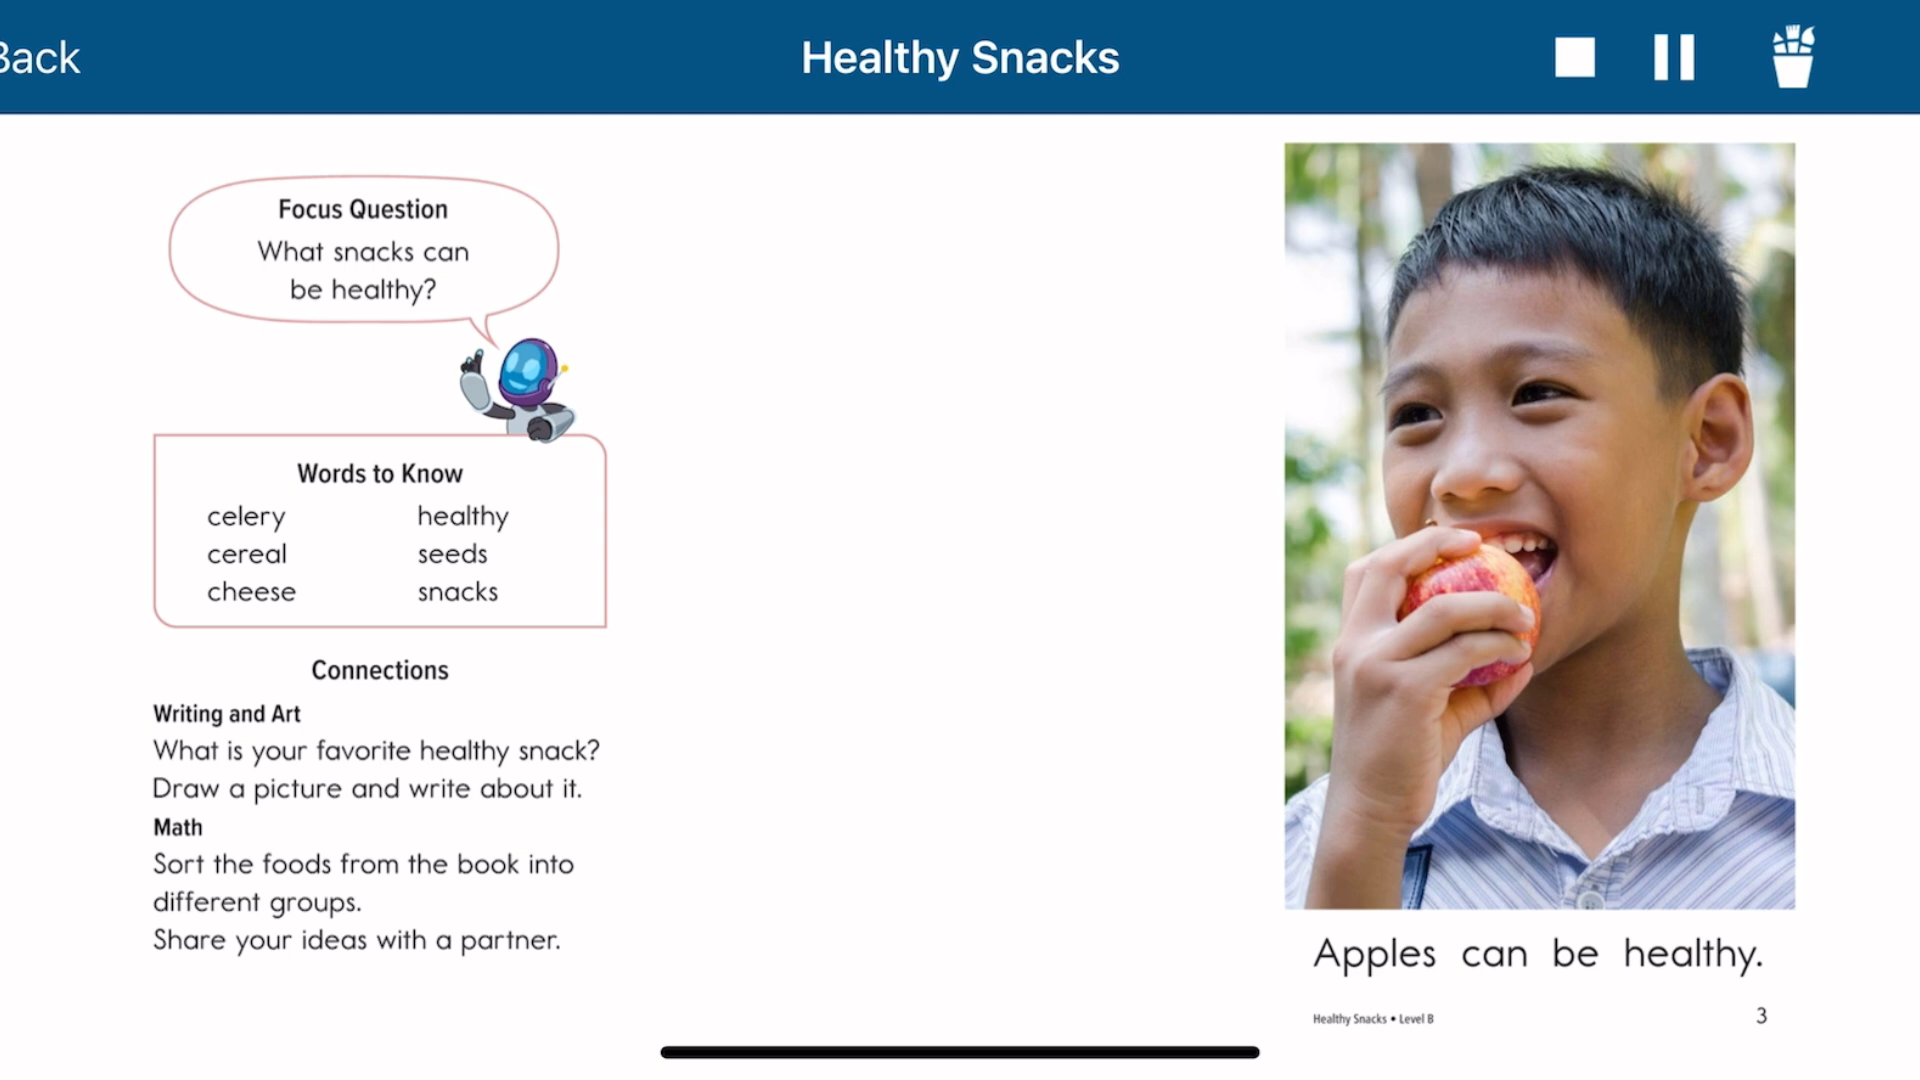 Back
Healthy Snacks
Focus Question
What snacks can
be healthy?
Words to Know
celery healthy
cereal seeds
cheese snacks
Connections
Writing and Art
What is your favorite healthy snack?
Draw a picture and write about it.
Math
Sort the foods from the book into
different groups.
Share your ideas with a partner.
Apples can be healthy.
Healthy Snacks • Level B 3